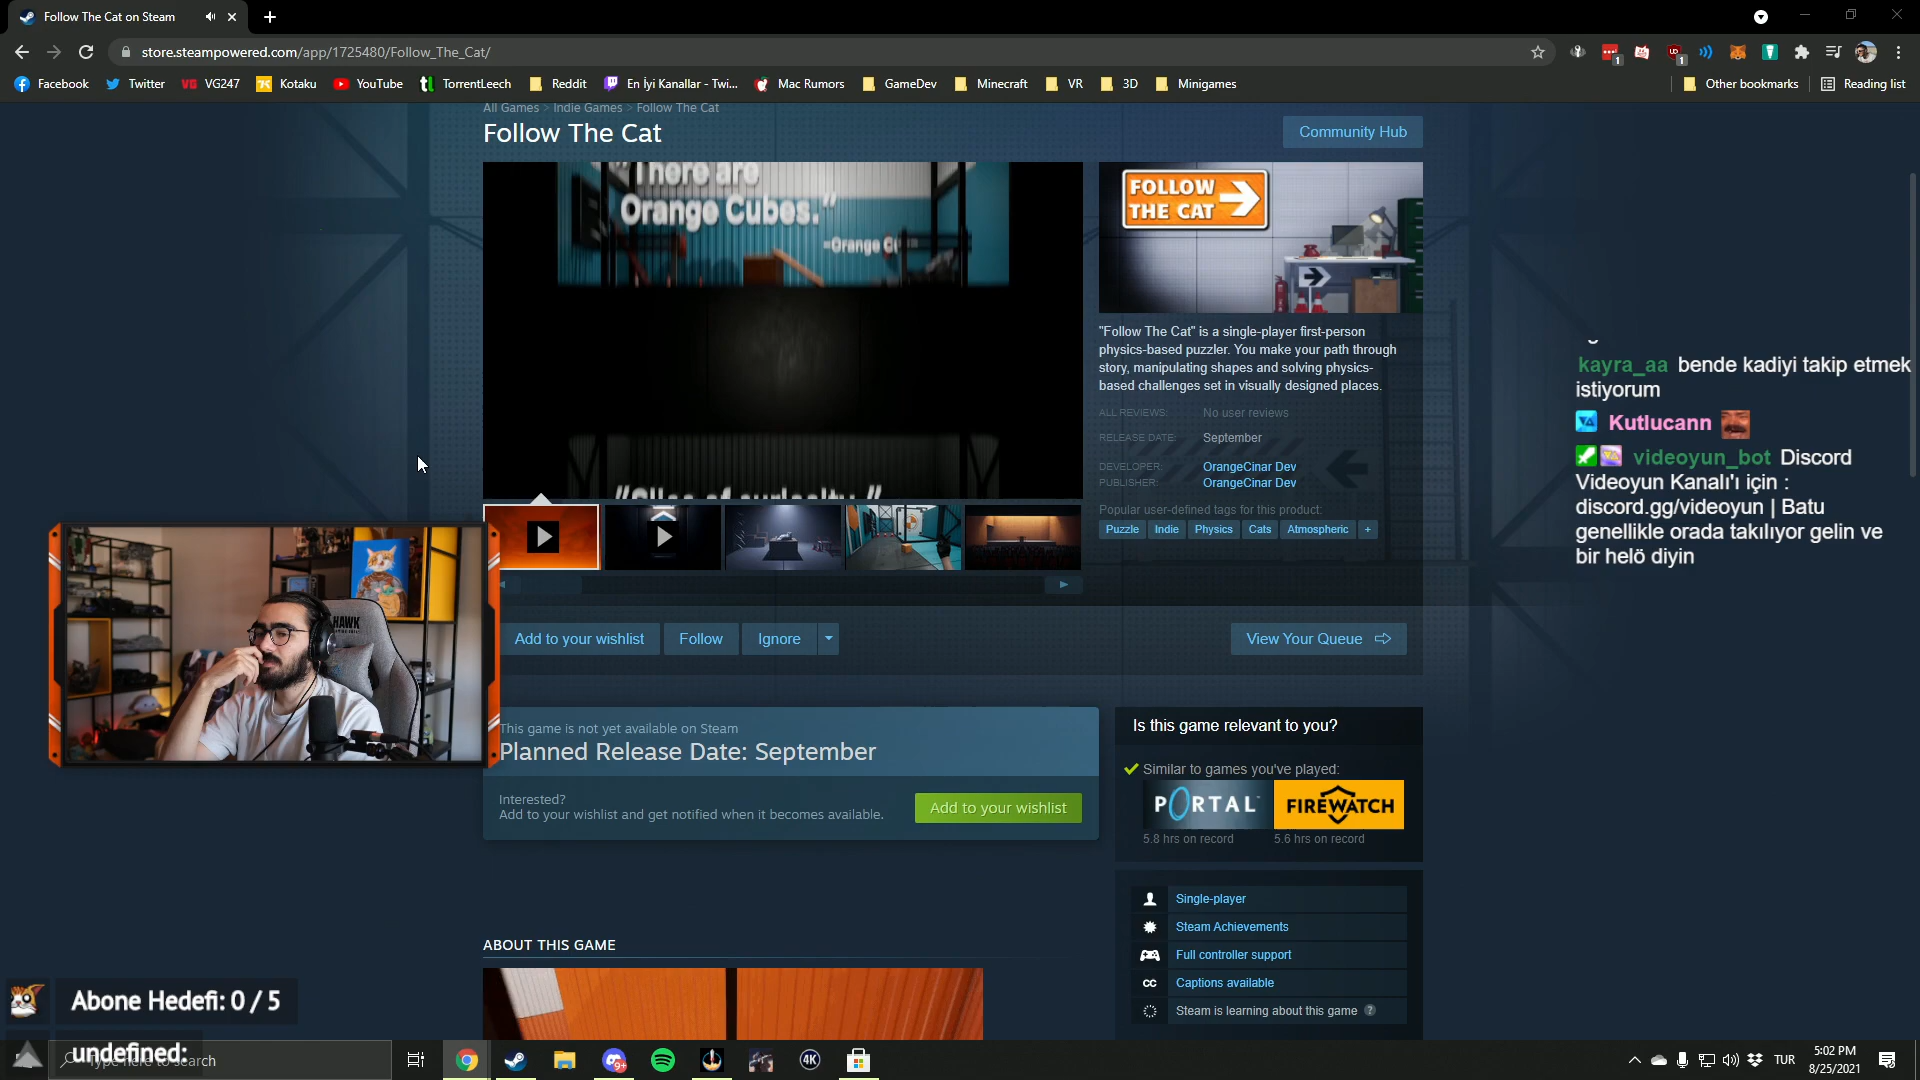 Follow The Cat on Steam
store.steampowered.com/app/1725480/Follow_The_Cat/
1
1
Facebook Twitter VG247 Kotaku YouTube TorrentLeech Reddit En İyi Kanallar - Twi... Mac Rumors GameDev Minecraft VR 3D Minigames Other bookmarks Reading list
All Games > Indie Games > Follow The Cat
Follow The Cat
Community Hub
"There are
Orange Cubes."
FOLLOW
THE CAT
"Follow The Cat" is a single-player first-person
physics-based puzzler. You make your path through
story, manipulating shapes and solving physics-
based challenges set in visually designed places.
ALL REVIEWS: No user reviews
RELEASE DATE: September
DEVELOPER: OrangeCinar Dev
PUBLISHER: OrangeCinar Dev
Popular user-defined tags for this product:
Puzzle Indie Physics Cats Atmospheric +
kayra_aa bende kadiyi takip etmek
istiyorum
Kutlucann
videoyun_bot Discord
Videoyun Kanalı'ı için :
discord.gg/videoyun | Batu
genellikle orada takılıyor gelin ve
bir helö diyin
Add to your wishlist Follow Ignore View Your Queue
HAWK
This game is not yet available on Steam
Planned Release Date: September
Interested?
Add to your wishlist and get notified when it becomes available.
Add to your wishlist
Is this game relevant to you?
Similar to games you've played:
PORTAL FIREWATCH
5.8 hrs on record 5.6 hrs on record
Single-player
Steam Achievements
Full controller support
CC Captions available
Steam is learning about this game ?
ABOUT THIS GAME
Abone Hedefi: 0 / 5
undefined:
Type here to search
4K
TUR
5:02 PM
8/25/2021